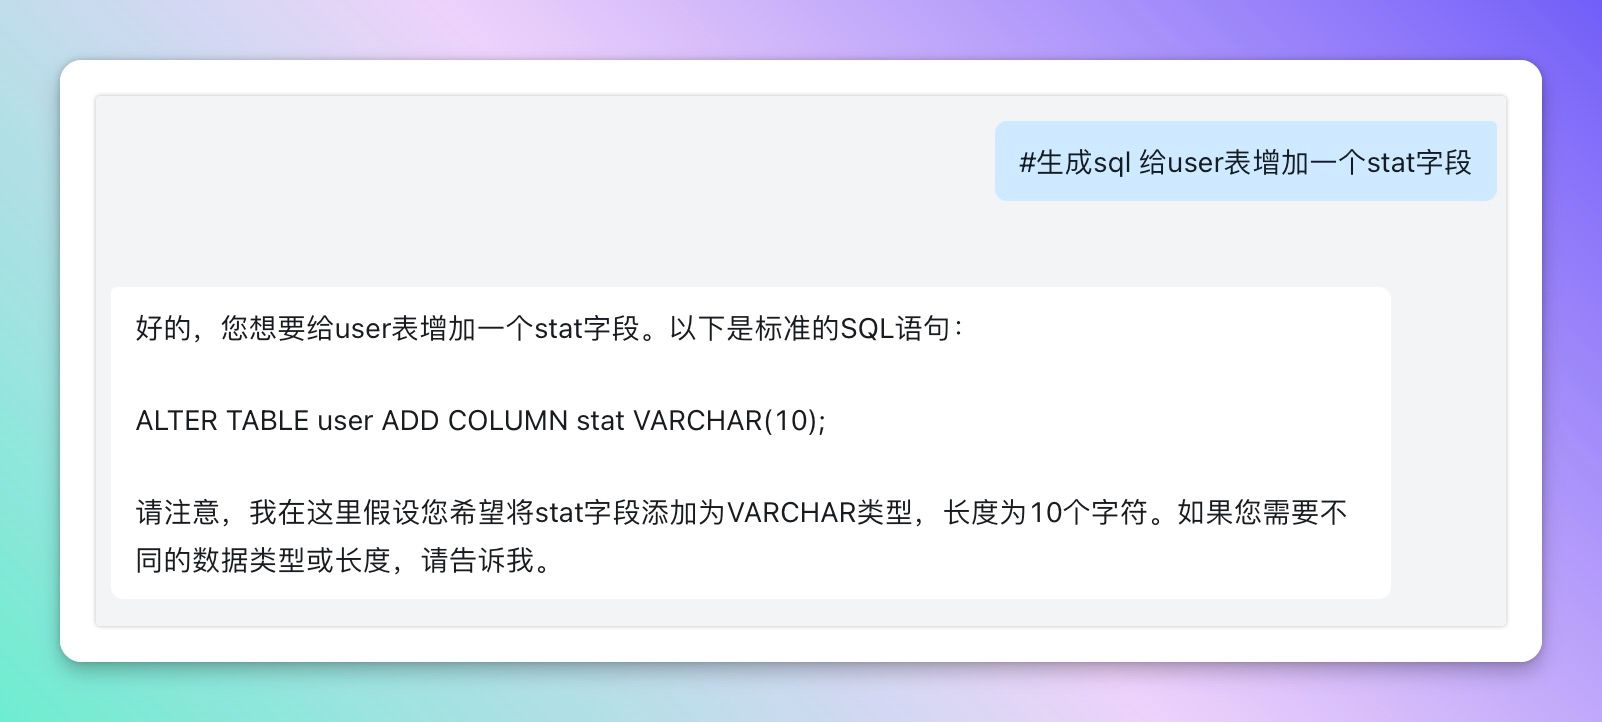 #生成sql 给user表增加一个stat字段
好的，您想要给user表增加一个stat字段。以下是标准的SQL语句：
ALTER TABLE user ADD COLUMN stat VARCHAR(10);
请注意，我在这里假设您希望将stat字段添加为VARCHAR类型，长度为10个字符。如果您需要不
同的数据类型或长度，请告诉我。